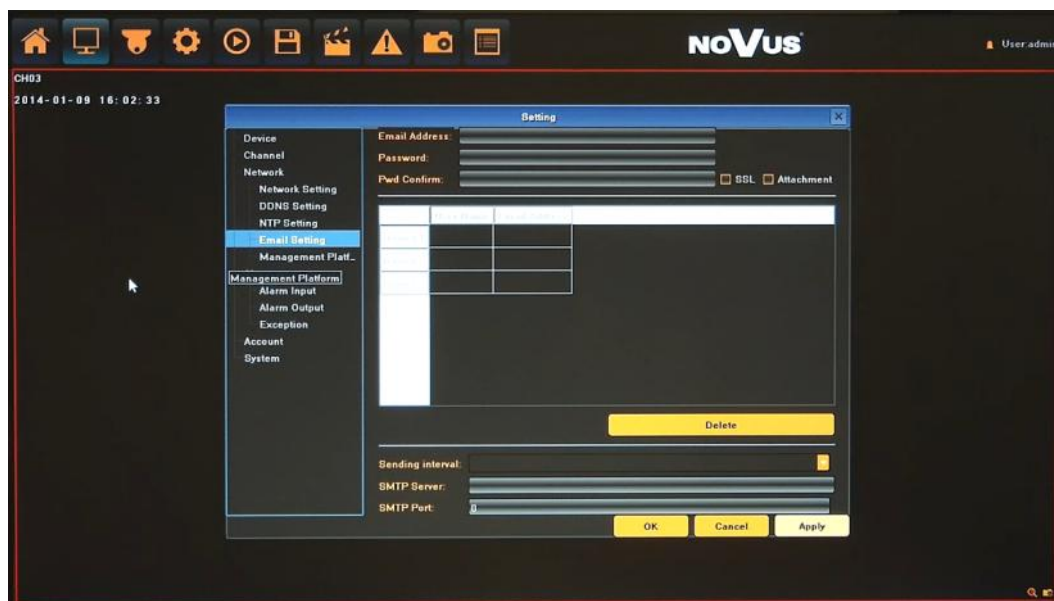 NOVUS
User:admin
CH03
2014-01-09 16:02:33
Setting
Device
Channel
Network
Network Setting
DDNS Setting
NTP Setting
Email Setting
Management Platf...
Management Platform
Alarm Input
Alarm Output
Exception
Account
System
Email Address:
Password:
Pwd Confirm:
SSL
Attachment
Delete
Sending interval:
SMTP Server:
SMTP Port:
0
OK
Cancel
Apply